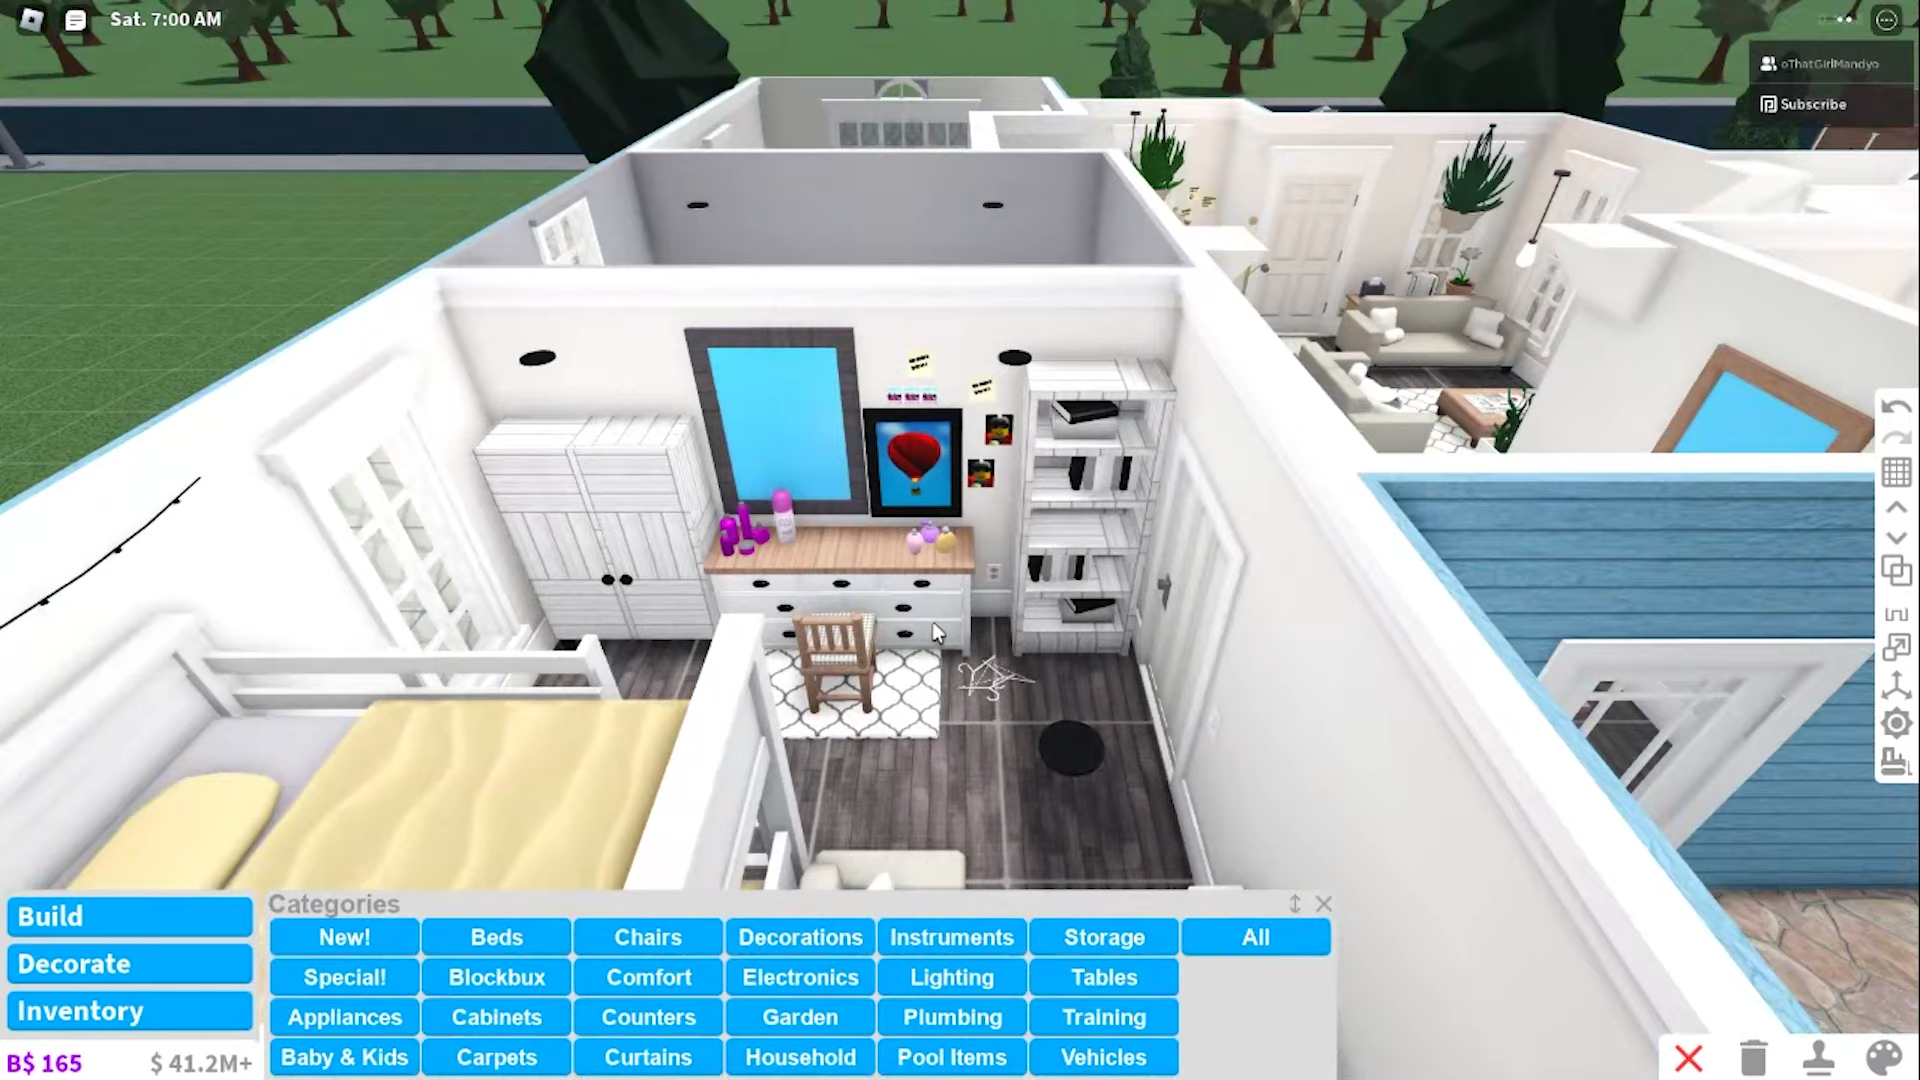 Sat. 7:00 AM
oThatGirlMandyo
Subscribe
Build
Decorate
Inventory
B$ 165
$ 41.2M+
Categories
New!
Beds
Chairs
Decorations
Instruments
Storage
All
Special!
Blockbux
Comfort
Electronics
Lighting
Tables
Appliances
Cabinets
Counters
Garden
Plumbing
Training
Baby & Kids
Carpets
Curtains
Household
Pool Items
Vehicles